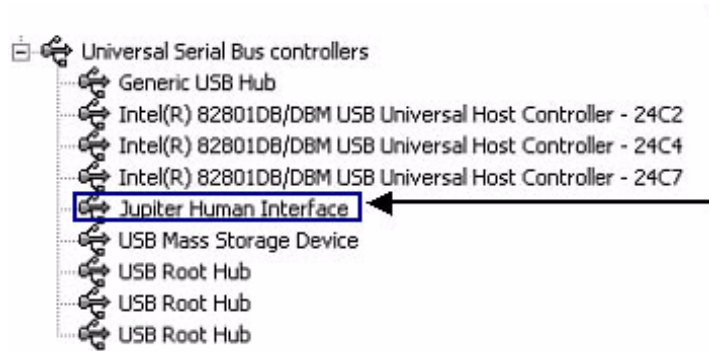 Universal Serial Bus controllers
Generic USB Hub
Intel(R) 82801DB/DBM USB Universal Host Controller - 24C2
Intel(R) 82801DB/DBM USB Universal Host Controller - 24C4
Intel(R) 82801DB/DBM USB Universal Host Controller - 24C7
Jupiter Human Interface
USB Mass Storage Device
USB Root Hub
USB Root Hub
USB Root Hub